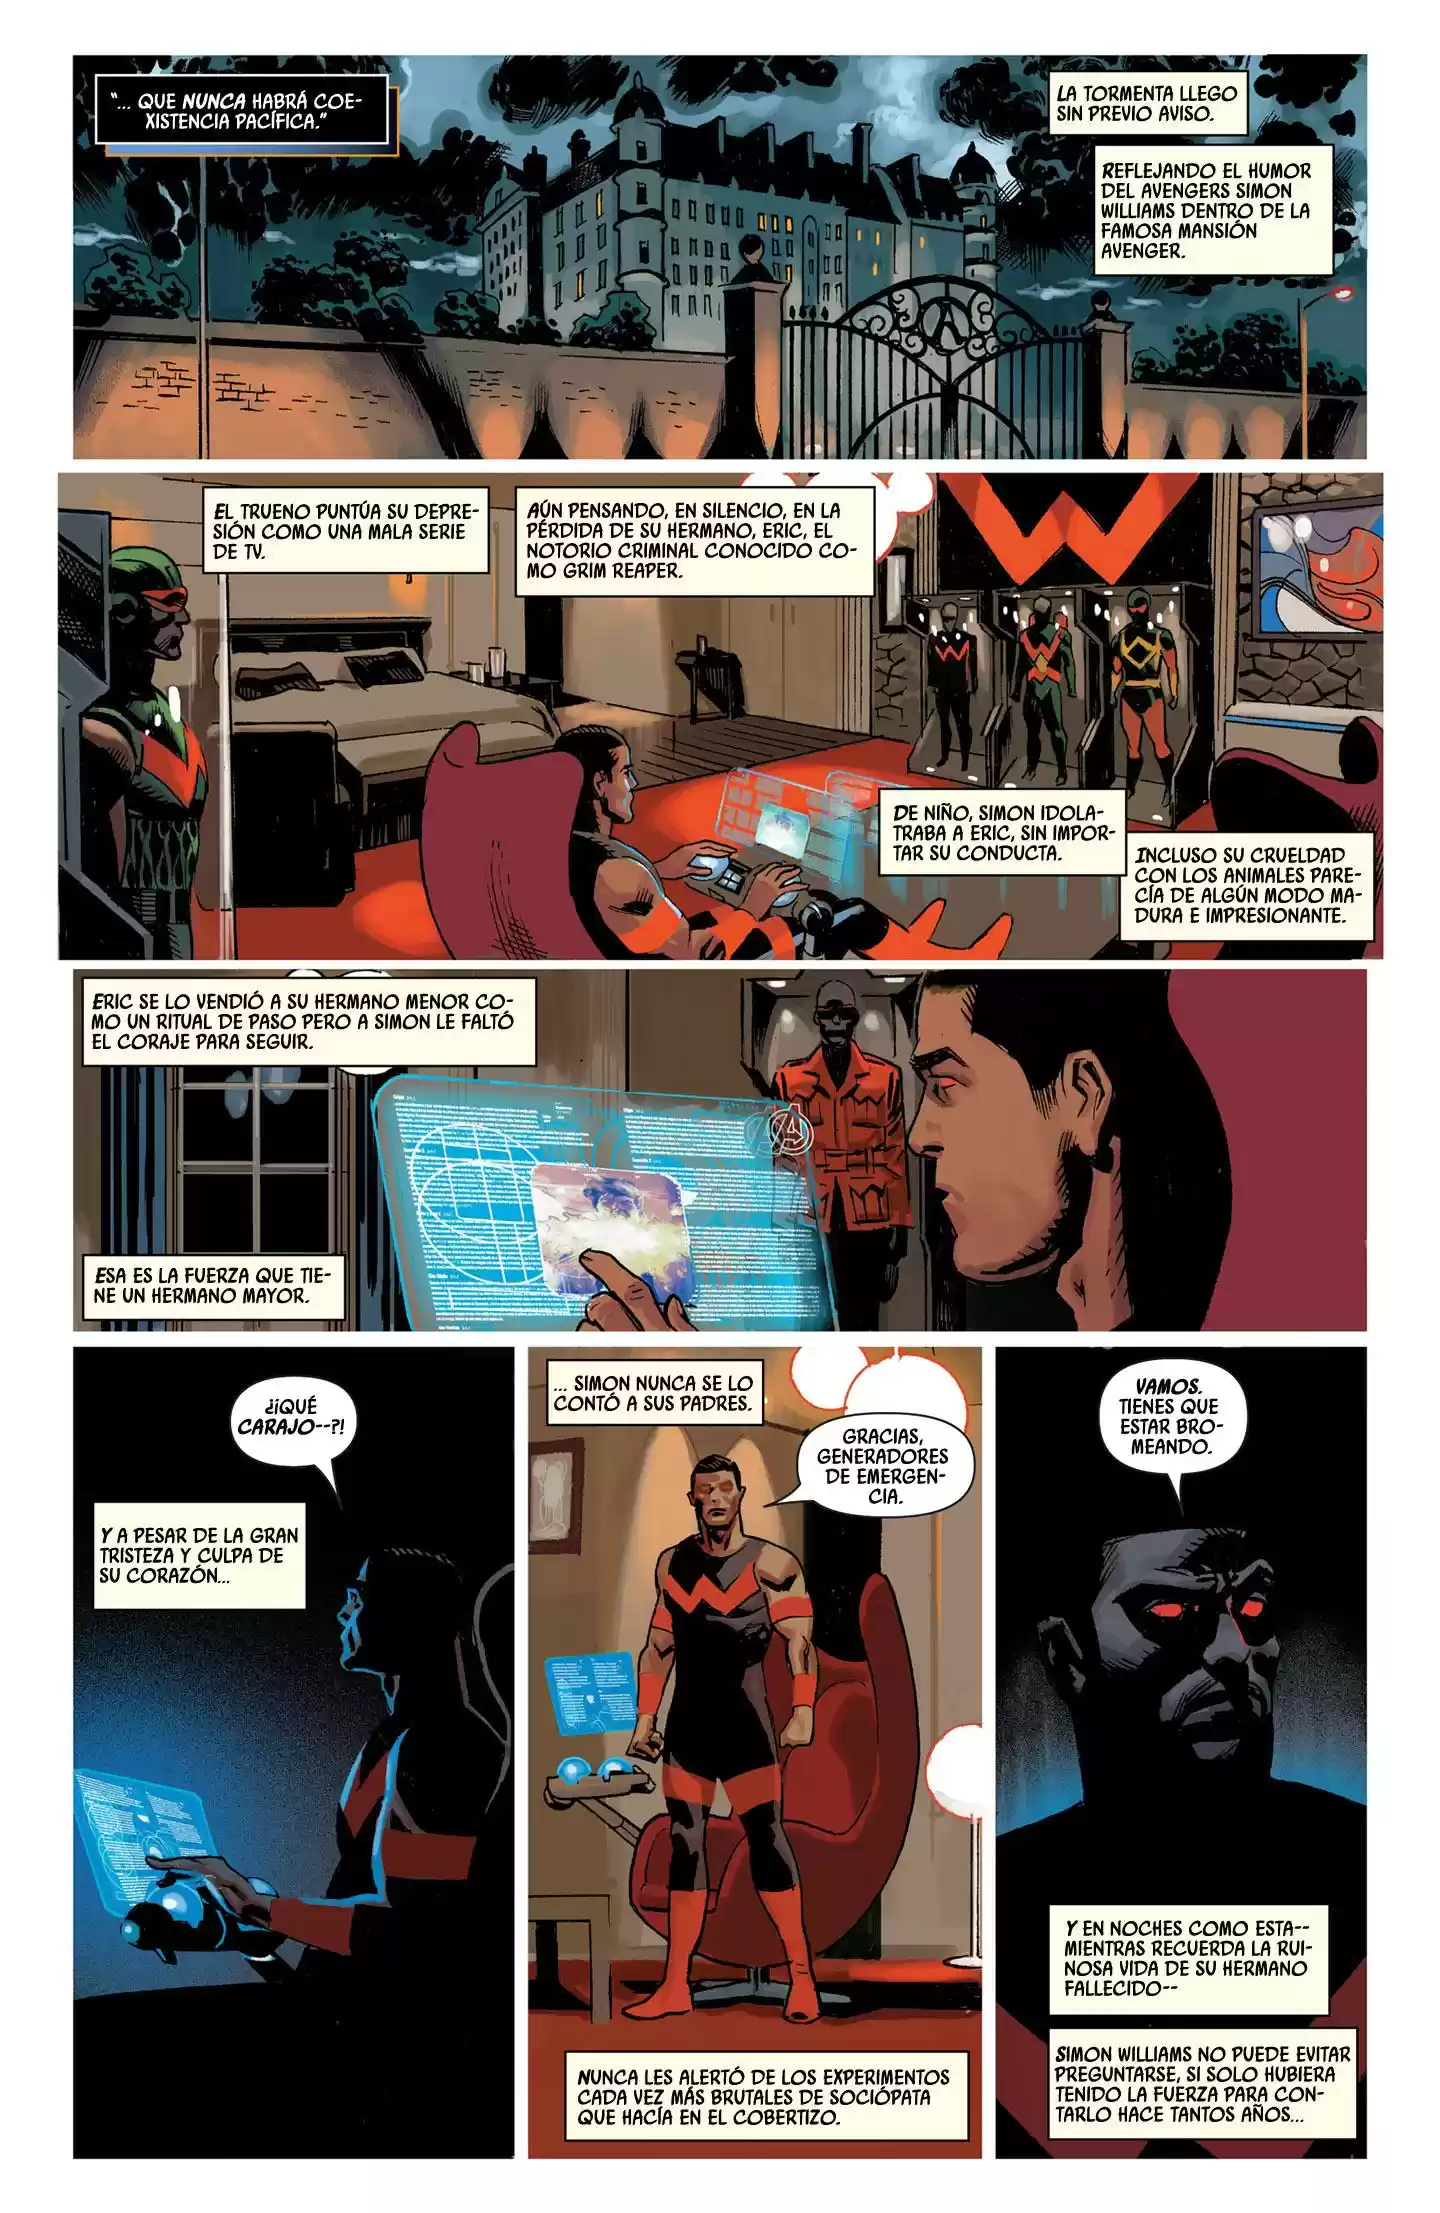 "... QUE NUNCA HABRÁ COE-
XISTENCIA PACÍFICA."
LA TORMENTA LLEGO
SIN PREVIO AVISO.
REFLEJANDO EL HUMOR
DEL AVENGERS SIMON
WILLIAMS DENTRO DE LA
FAMOSA MANSIÓN
AVENGER.
EL TRUENO PUNTÚA SU DEPRE-
SIÓN COMO UNA MALA SERIE
DE TV.
AÚN PENSANDO, EN SILENCIO, EN LA
PÉRDIDA DE SU HERMANO, ERIC, EL
NOTORIO CRIMINAL CONOCIDO CO-
MO GRIM REAPER.
DE NIÑO, SIMON IDOLA-
TRABA A ERIC, SIN IMPOR-
TAR SU CONDUCTA.
INCLUSO SU CRUELDAD
CON LOS ANIMALES PARE-
CÍA DE ALGÚN MODO MA-
DURA E IMPRESIONANTE.
ERIC SE LO VENDIÓ A SU HERMANO MENOR CO-
MO UN RITUAL DE PASO PERO A SIMON LE FALTÓ
EL CORAJE PARA SEGUIR.
ESA ES LA FUERZA QUE TIE-
NE UN HERMANO MAYOR.
¿¡QUÉ
CARAJO--?!
Y A PESAR DE LA GRAN
TRISTEZA Y CULPA DE
SU CORAZÓN...
... SIMON NUNCA SE LO
CONTÓ A SUS PADRES.
GRACIAS,
GENERADORES
DE EMERGEN-
CIA.
NUNCA LES ALERTÓ DE LOS EXPERIMENTOS
CADA VEZ MÁS BRUTALES DE SOCIÓPATA
QUE HACÍA EN EL COBERTIZO.
VAMOS.
TIENES QUE
ESTAR BRO-
MEANDO.
Y EN NOCHES COMO ESTA--
MIENTRAS RECUERDA LA RUI-
NOSA VIDA DE SU HERMANO
FALLECIDO--
SIMON WILLIAMS NO PUEDE EVITAR
PREGUNTARSE, SI SOLO HUBIERA
TENIDO LA FUERZA PARA CON-
TARLO HACE TANTOS AÑOS...